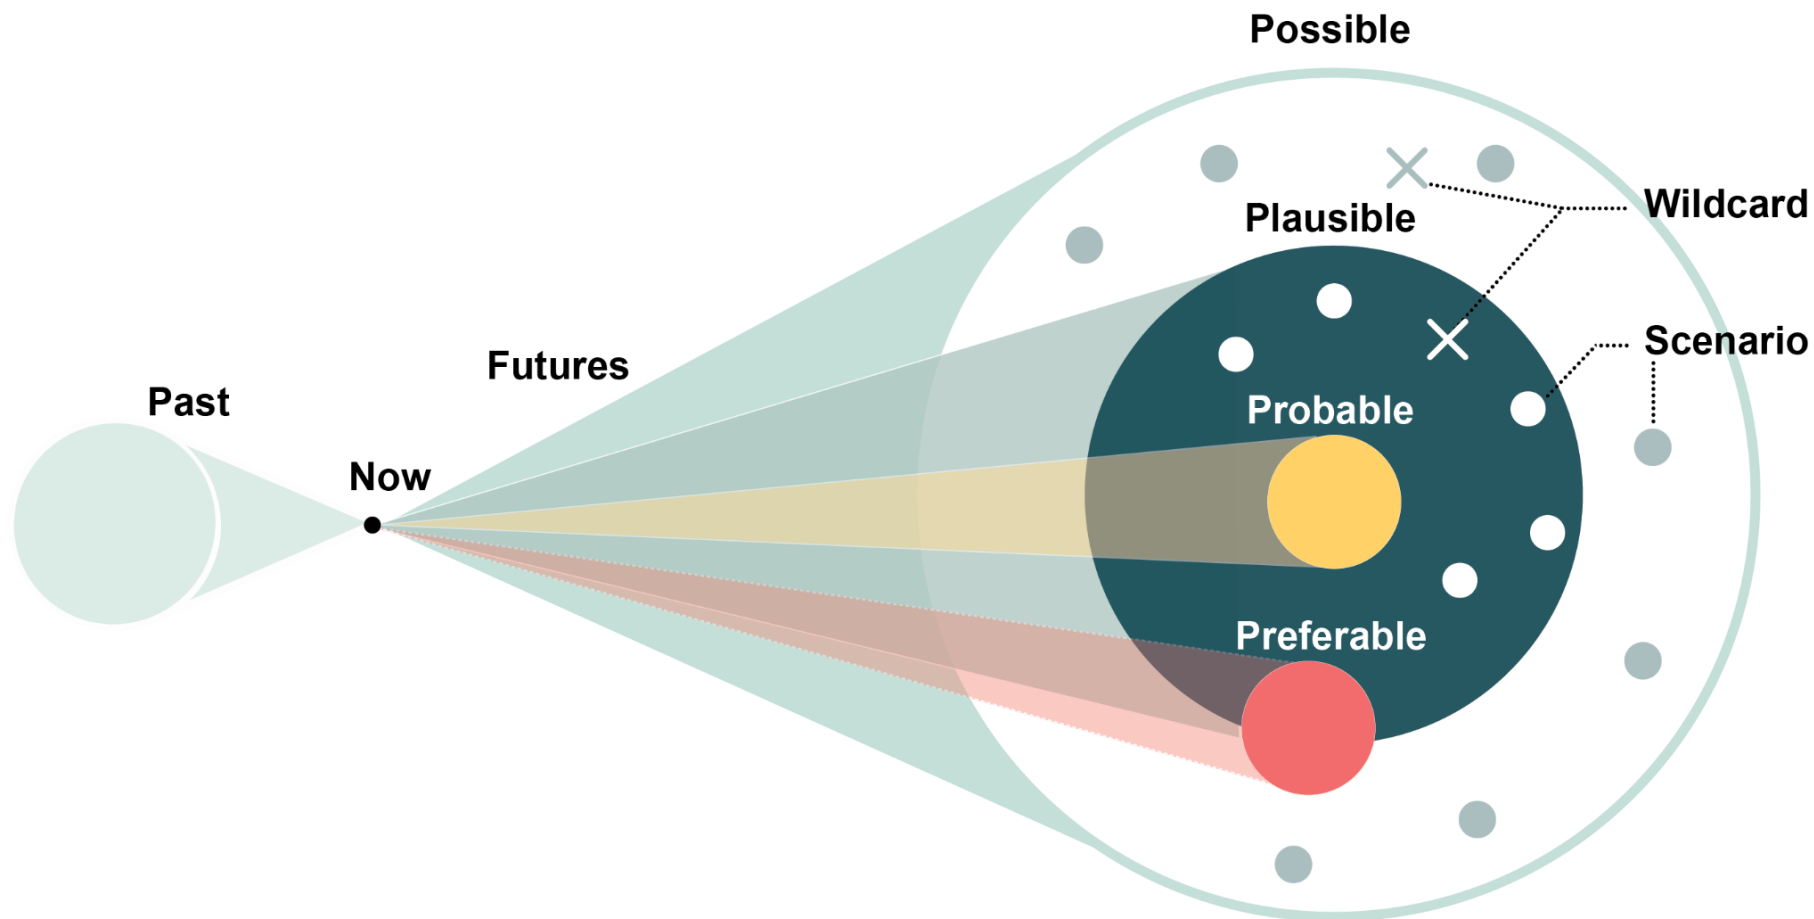 Possible
Wildcard
Plausible
Scenario
Futures
Past
Probable
Now
Preferable